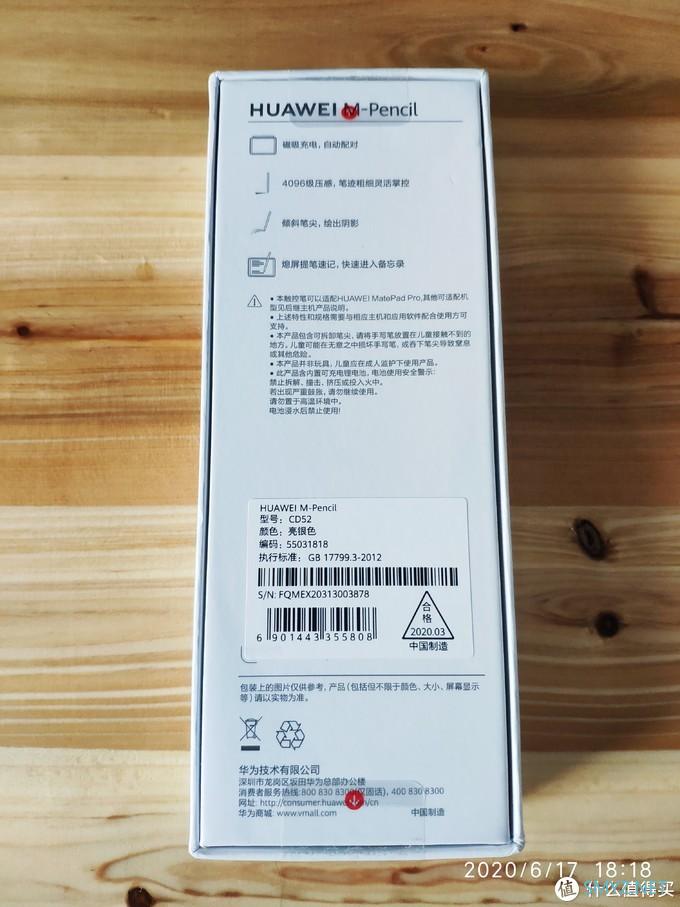 HUAWEI M-Pencil
磁吸充电，自动配对
4096级压感，笔迹粗细灵活掌控
倾斜笔尖，绘出阴影
熄屏提笔速记，快速进入备忘录
• 本触控笔可以适配HUAWEI MatePad Pro,其他可适配机
型见后继主机产品说明。
• 上述特性和规格需要与相应主机和应用软件配合使用方可
支持。
• 本产品包含可拆卸笔尖，请将手写笔放置在儿童接触不到的
地方。儿童可能在无意之中损坏手写笔，或吞下笔尖导致窒息
或其他危险。
• 本产品并非玩具，儿童应在成人监护下使用产品。
• 此产品含内置可充电锂电池，电池使用安全警示:
禁止拆解、撞击、挤压或投入火中。
若出现严重鼓胀，请勿继续使用。
请勿置于高温环境中。
电池浸水后禁止使用!
HUAWEI M-Pencil
型号：CD52
颜色：亮银色
编码：55031818
执行标准：GB 17799.3-2012
S/N: FQMEX20313003878
合
格
2020.03
6 901443 355808
中国制造
包装上的图片仅供参考，产品（包括但不限于颜色、大小、屏幕显示
等）请以实物为准。
华为技术有限公司
深圳市龙岗区坂田华为总部办公楼
消费者服务热线:800 830 8300(仅固话), 400 830 8300
网址: http://consumer.huawei.com/cn
华为商城: www.vmall.com 中国制造
2020/6/17 18:18
值 什么值得买